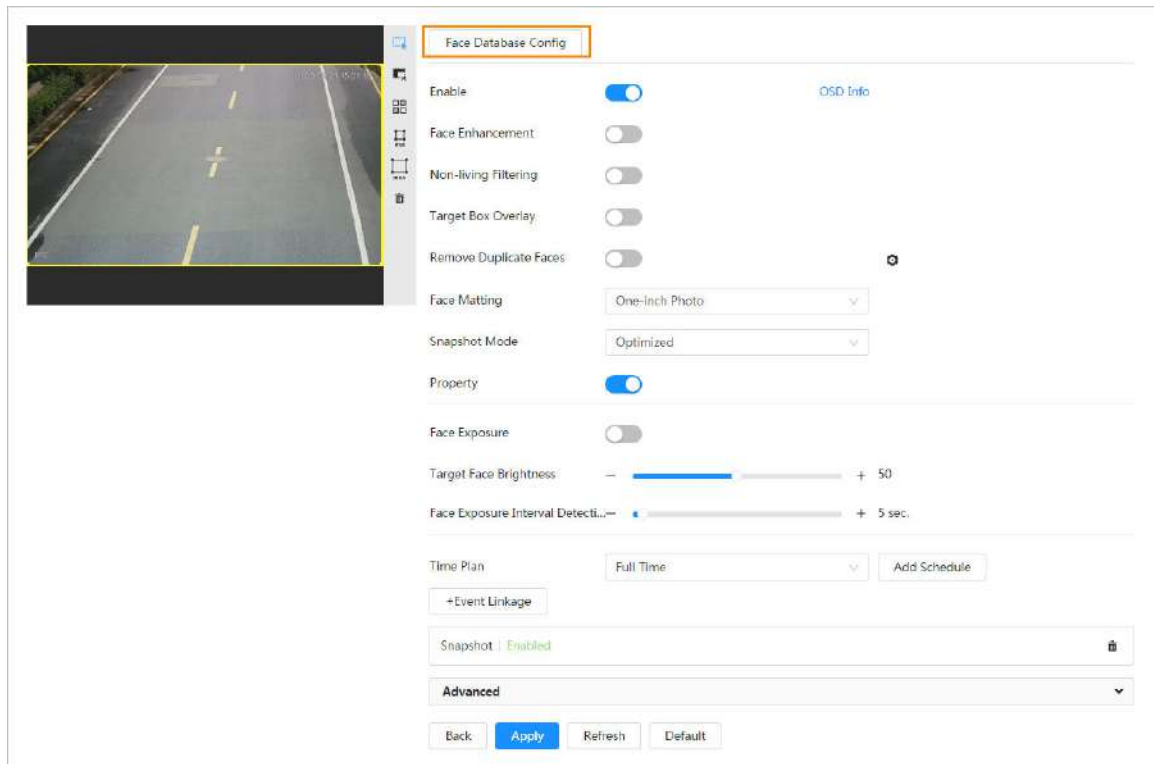 Face Database Config
Enable
OSD Info
Face Enhancement
Non-living Filtering
Target Box Overlay
Remove Duplicate Faces
Face Matting
One-inch Photo
Snapshot Mode
Optimized
Property
Face Exposure
Target Face Brightness
− + 50
Face Exposure Interval Detecti...
− + 5 sec.
Time Plan
Full Time
Add Schedule
+Event Linkage
Snapshot | Enabled
Advanced
Back
Apply
Refresh
Default